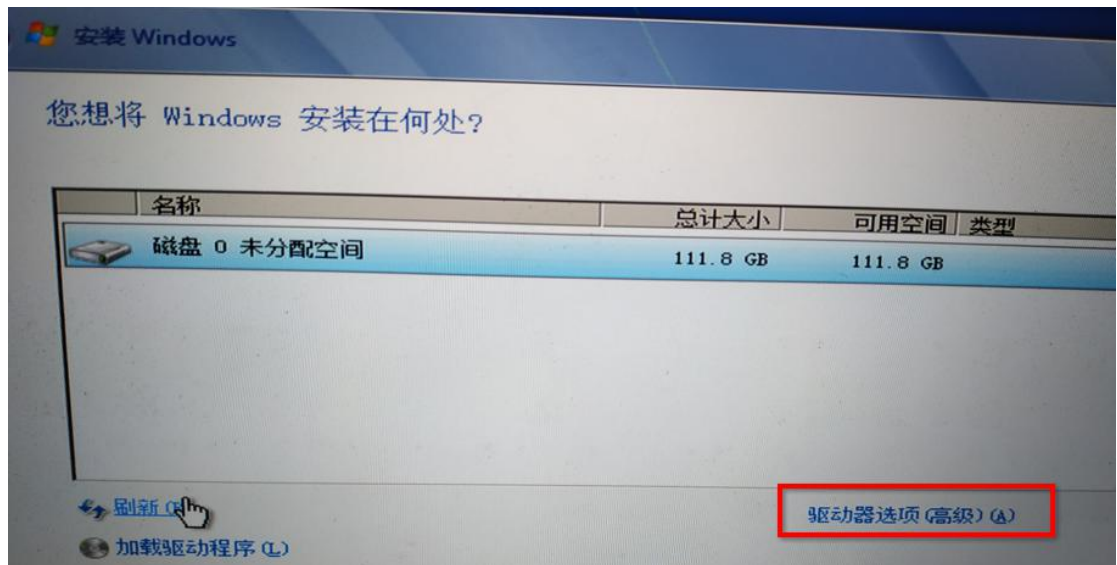 安装 Windows
您想将 Windows 安装在何处?
名称 总计大小 可用空间 类型
磁盘 0 未分配空间 111.8 GB 111.8 GB
刷新 驱动器选项(高级)(A)
加载驱动程序(L)